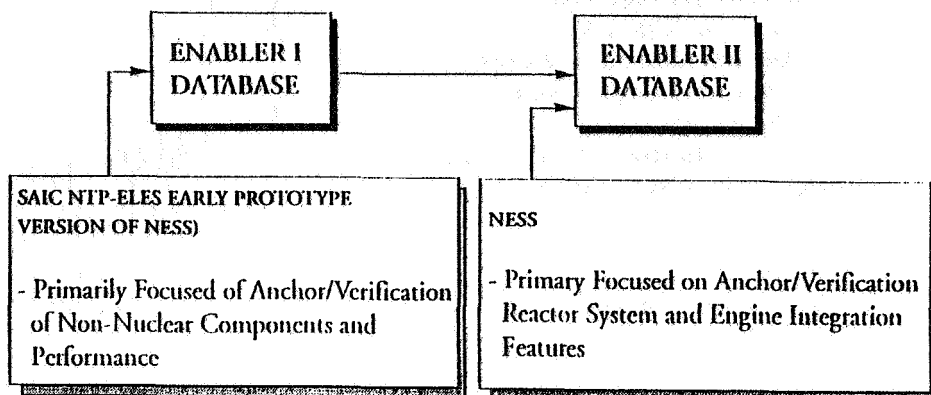 ENABLER I
DATABASE
ENABLER II
DATABASE
SAIC NTP-ELES EARLY PROTOTYPE
VERSION OF NESS)
- Primarily Focused of Anchor/Verification
of Non-Nuclear Components and
Performance
NESS
- Primary Focused on Anchor/Verification
Reactor System and Engine Integration
Features